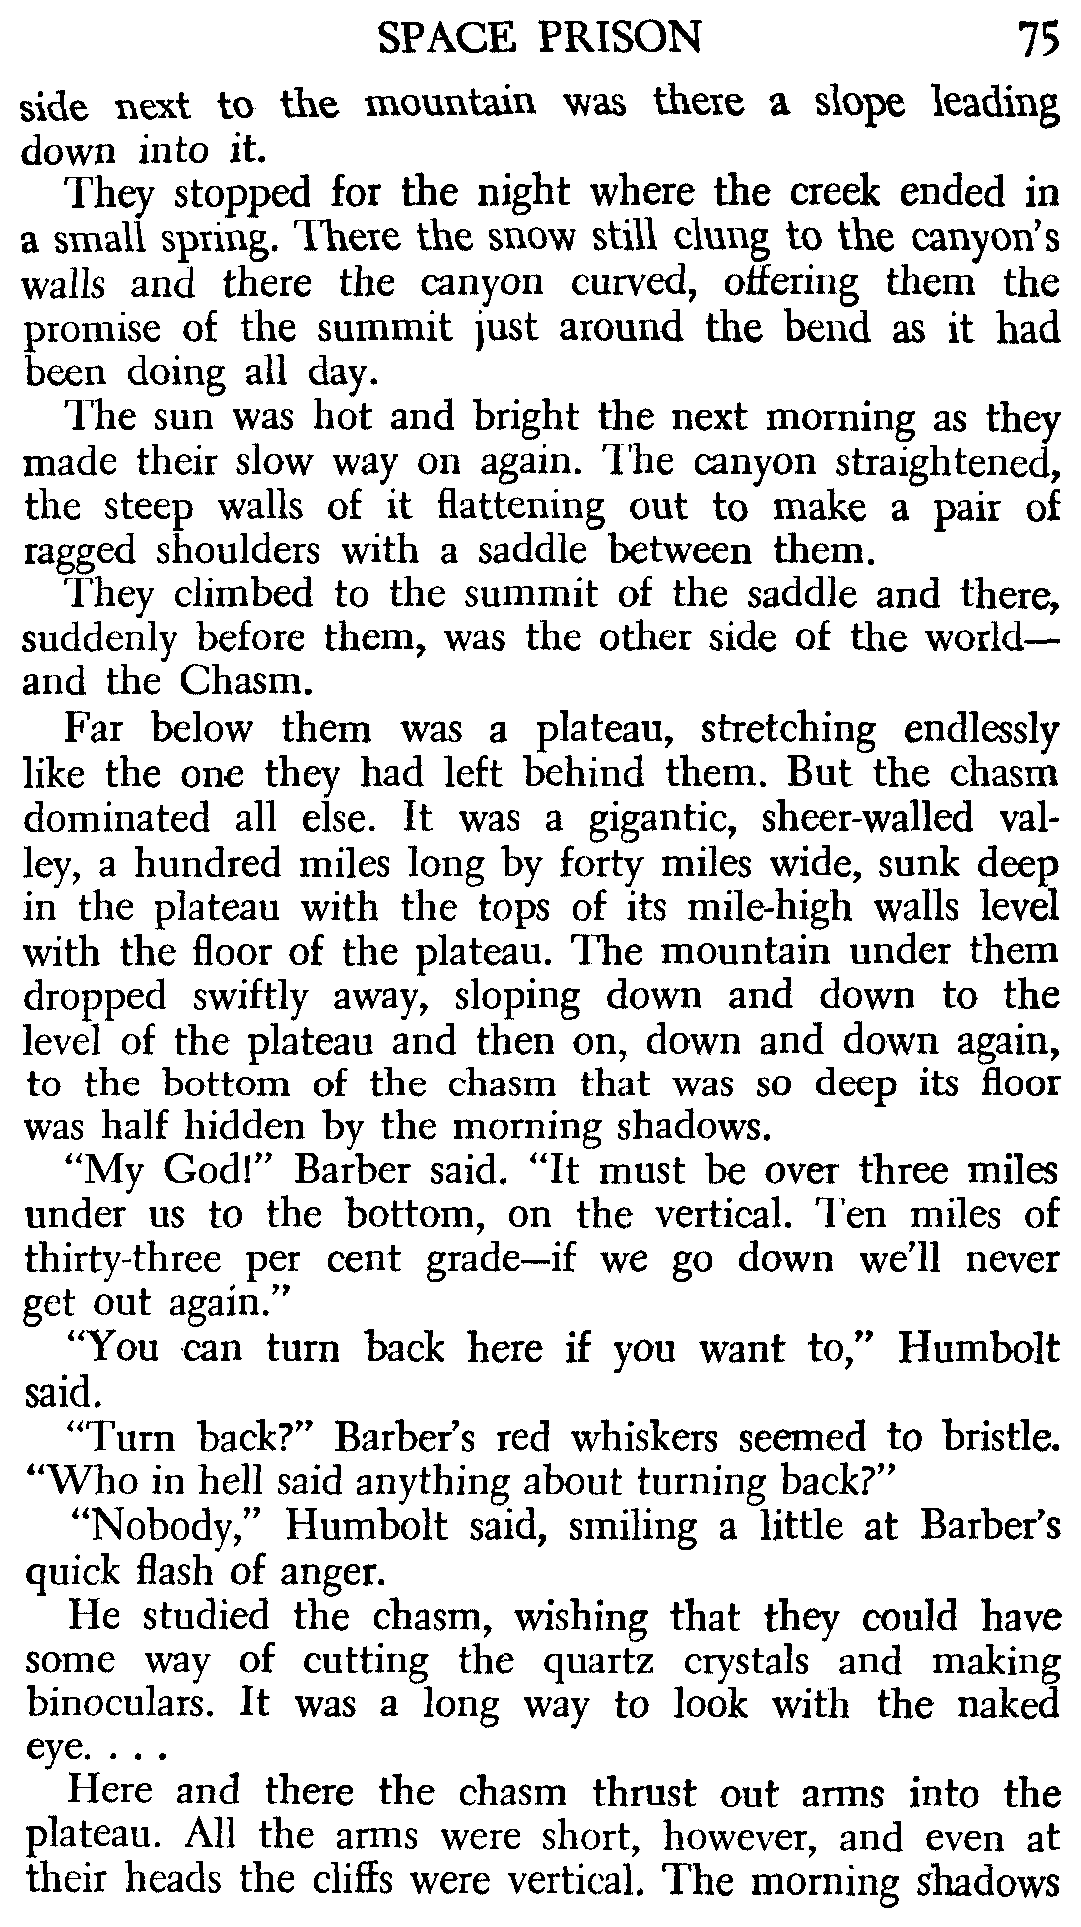 SPACE PRISON 75
side next to the mountain was there a slope leading
down into it.
They stopped for the night where the creek ended in
a small spring. There the snow still clung to the canyon's
walls and there the canyon curved, offering them the
promise of the summit just around the bend as it had
been doing all day.
The sun was hot and bright the next morning as they
made their slow way on again. The canyon straightened,
the steep walls of it flattening out to make a pair of
ragged shoulders with a saddle between them.
They climbed to the summit of the saddle and there,
suddenly before them, was the other side of the world—
and the Chasm.
Far below them was a plateau, stretching endlessly
like the one they had left behind them. But the chasm
dominated all else. It was a gigantic, sheer-walled val-
ley, a hundred miles long by forty miles wide, sunk deep
in the plateau with the tops of its mile-high walls level
with the floor of the plateau. The mountain under them
dropped swiftly away, sloping down and down to the
level of the plateau and then on, down and down again,
to the bottom of the chasm that was so deep its floor
was half hidden by the morning shadows.
“My God!” Barber said. “It must be over three miles
under us to the bottom, on the vertical. Ten miles of
thirty-three per cent grade—if we go down we'll never
get out again.”
“You can turn back here if you want to,” Humbolt
said.
“Turn back?” Barber's red whiskers seemed to bristle.
“Who in hell said anything about turning back?”
“Nobody,” Humbolt said, smiling a little at Barber's
quick flash of anger.
He studied the chasm, wishing that they could have
some way of cutting the quartz crystals and making
binoculars. It was a long way to look with the naked
eye. . . .
Here and there the chasm thrust out arms into the
plateau. All the arms were short, however, and even at
their heads the cliffs were vertical. The morning shadows